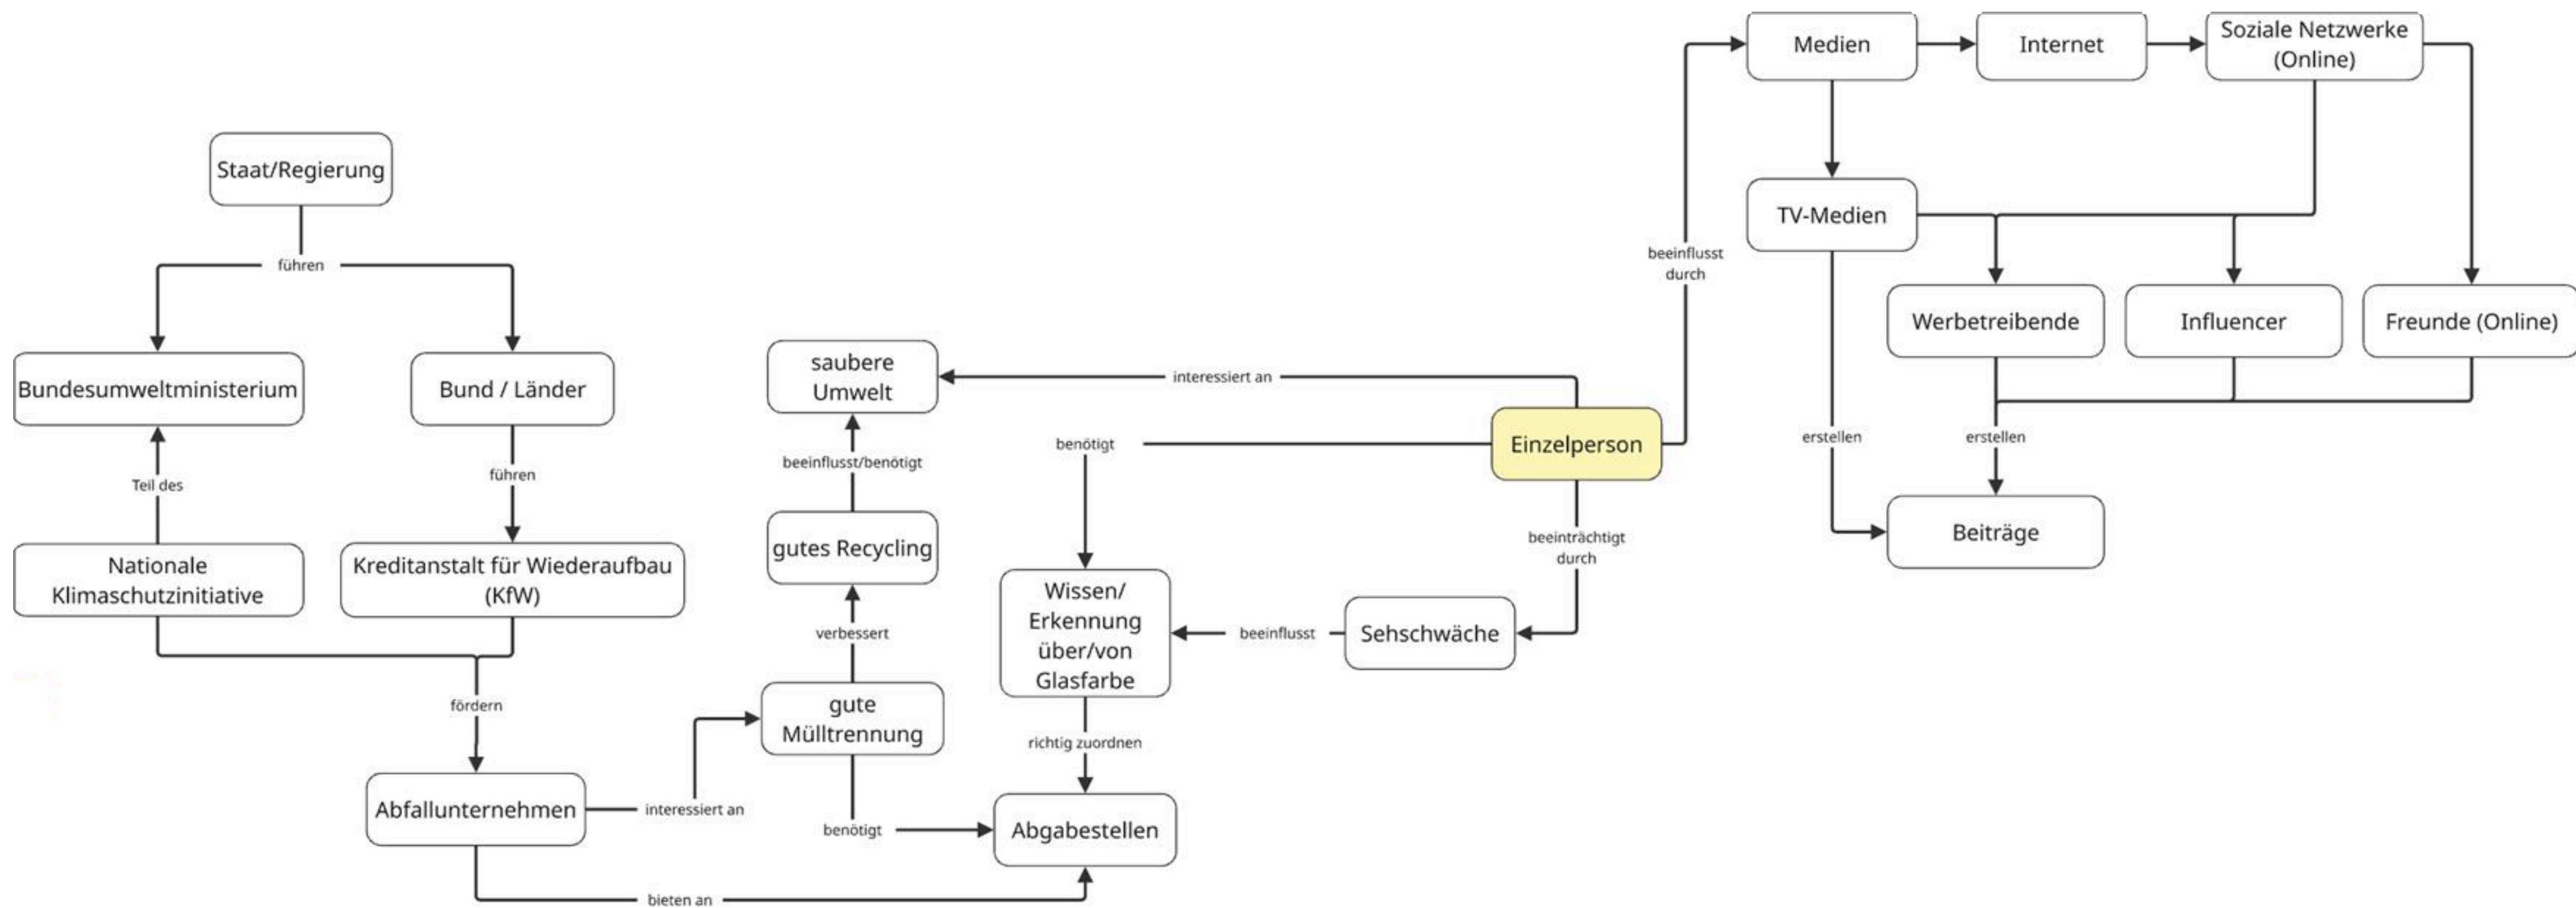 Medien
Internet
Soziale Netzwerke
(Online)
Staat/Regierung
TV-Medien
führen
beeinflusst
durch
Werbetreibende
Influencer
Freunde (Online)
Bundesumweltministerium
Bund / Länder
saubere
Umwelt
interessiert an
benötigt
Einzelperson
erstellen
erstellen
beeinflusst/benötigt
führen
Teil des
beeinträchtigt
durch
Beiträge
gutes Recycling
Nationale
Klimaschutzinitiative
Kreditanstalt für Wiederaufbau
(KfW)
Wissen/
Erkennung
über/von
Glasfarbe
verbessert
beeinflusst
Sehschwäche
fördern
gute
Mülltrennung
richtig zuordnen
Abfallunternehmen
interessiert an
benötigt
Abgabestellen
bieten an